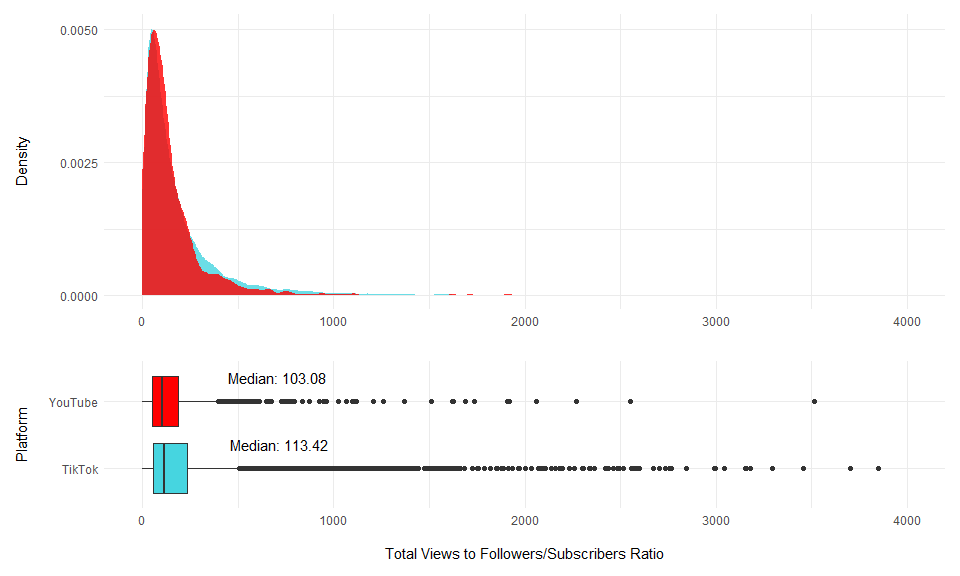 0.0050
0.0025
0.0000
Density
0 1000 2000 3000 4000
Median: 103.08
YouTube
Median: 113.42
TikTok
Platform
0 1000 2000 3000 4000
Total Views to Followers/Subscribers Ratio